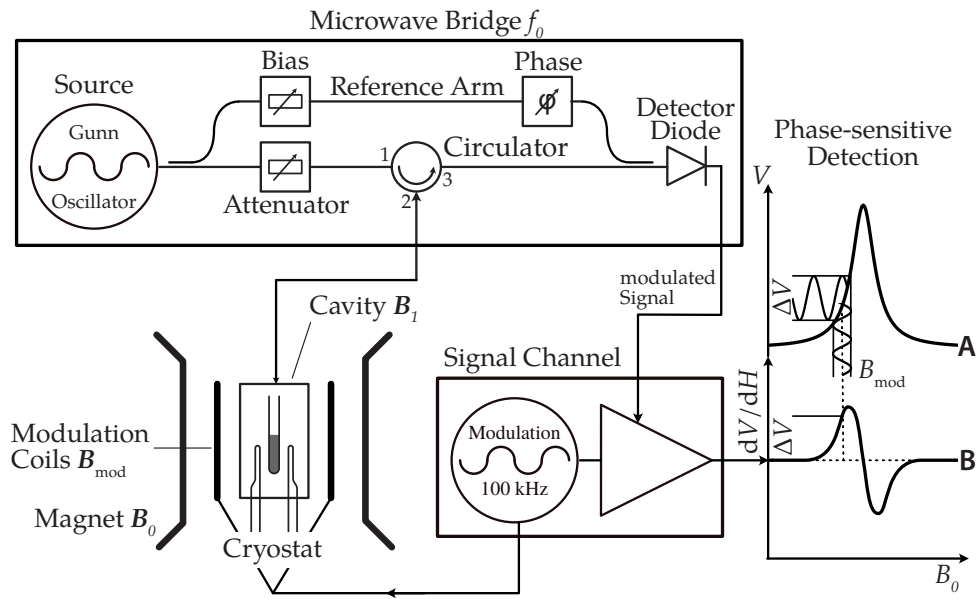 Microwave Bridge f0
Source
Gunn
Oscillator
Bias
Reference Arm
Phase
φ
Attenuator
1
2
3
Circulator
Detector
Diode
Phase-sensitive
Detection
V
ΔV
A
Bmod
modulated
Signal
Cavity B1
Signal Channel
Modulation
100 kHz
Modulation
Coils Bmod
Magnet B0
Cryostat
dV/dH
ΔV
B
B0